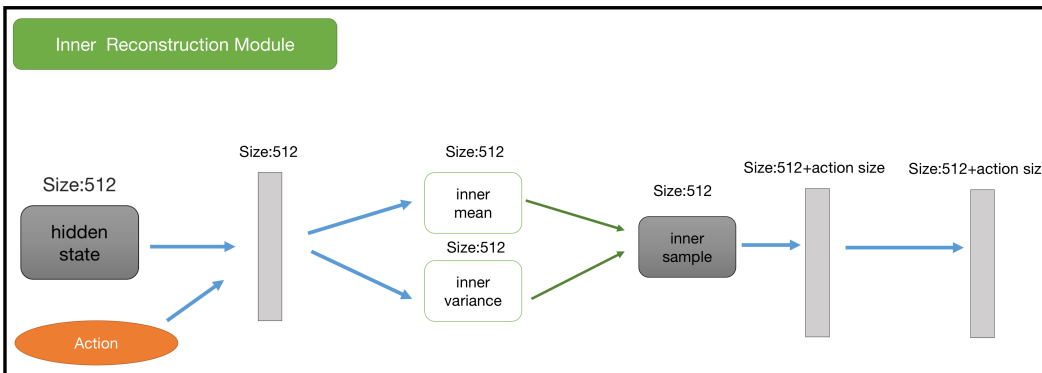 Inner Reconstruction Module
Size:512
hidden
state
Action
Size:512
Size:512
inner
mean
Size:512
inner
variance
Size:512
inner
sample
Size:512+action size
Size:512+action siz